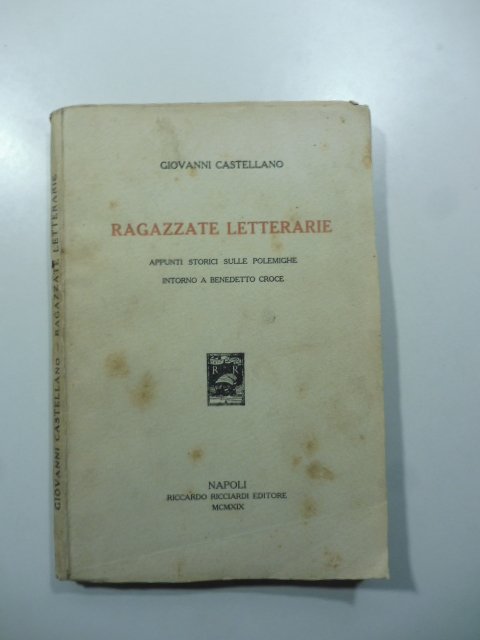 GIOVANNI CASTELLANO
RAGAZZATE LETTERARIE
APPUNTI STORICI SULLE POLEMIGHE
INTORNO A BENEDETTO CROCE
R R
NAPOLI
RICCARDO RICCIARDI EDITORE
MCMXIX
GIOVANNI CASTELLANO - RAGAZZATE LETTERARIE